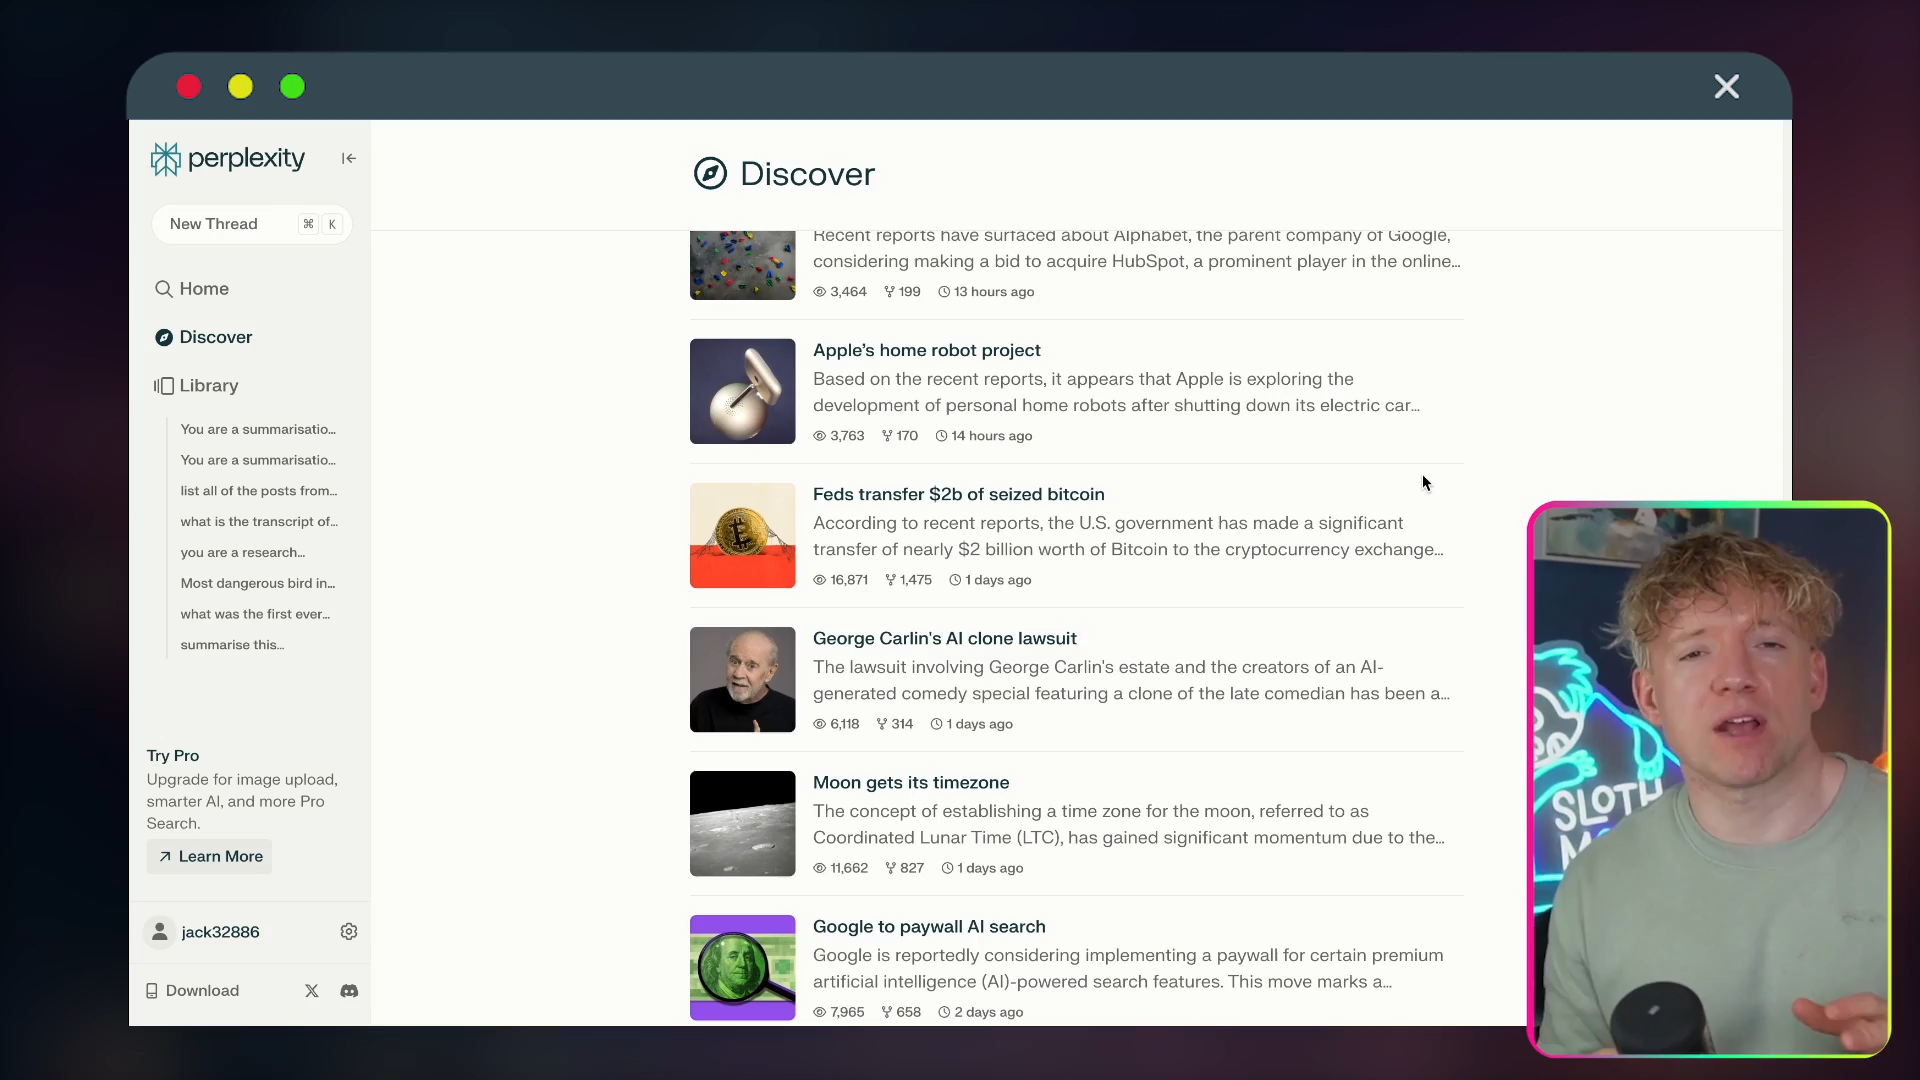 perplexity
New Thread ⌘ K
Home
Discover
Library
You are a summarisatio...
You are a summarisatio...
list all of the posts from...
what is the transcript of...
you are a research...
Most dangerous bird in...
what was the first ever...
summarise this...
Try Pro
Upgrade for image upload,
smarter AI, and more Pro
Search.
Learn More
jack32886
Download
Discover
Recent reports have surfaced about Alphabet, the parent company of Google,
considering making a bid to acquire HubSpot, a prominent player in the online...
3,464 199 13 hours ago
Apple’s home robot project
Based on the recent reports, it appears that Apple is exploring the
development of personal home robots after shutting down its electric car...
3,763 170 14 hours ago
Feds transfer $2b of seized bitcoin
According to recent reports, the U.S. government has made a significant
transfer of nearly $2 billion worth of Bitcoin to the cryptocurrency exchange...
16,871 1,475 1 days ago
George Carlin's AI clone lawsuit
The lawsuit involving George Carlin's estate and the creators of an AI-
generated comedy special featuring a clone of the late comedian has been a...
6,118 314 1 days ago
Moon gets its timezone
The concept of establishing a time zone for the moon, referred to as
Coordinated Lunar Time (LTC), has gained significant momentum due to the...
11,662 827 1 days ago
Google to paywall AI search
Google is reportedly considering implementing a paywall for certain premium
artificial intelligence (AI)-powered search features. This move marks a...
7,965 658 2 days ago
SLOTH